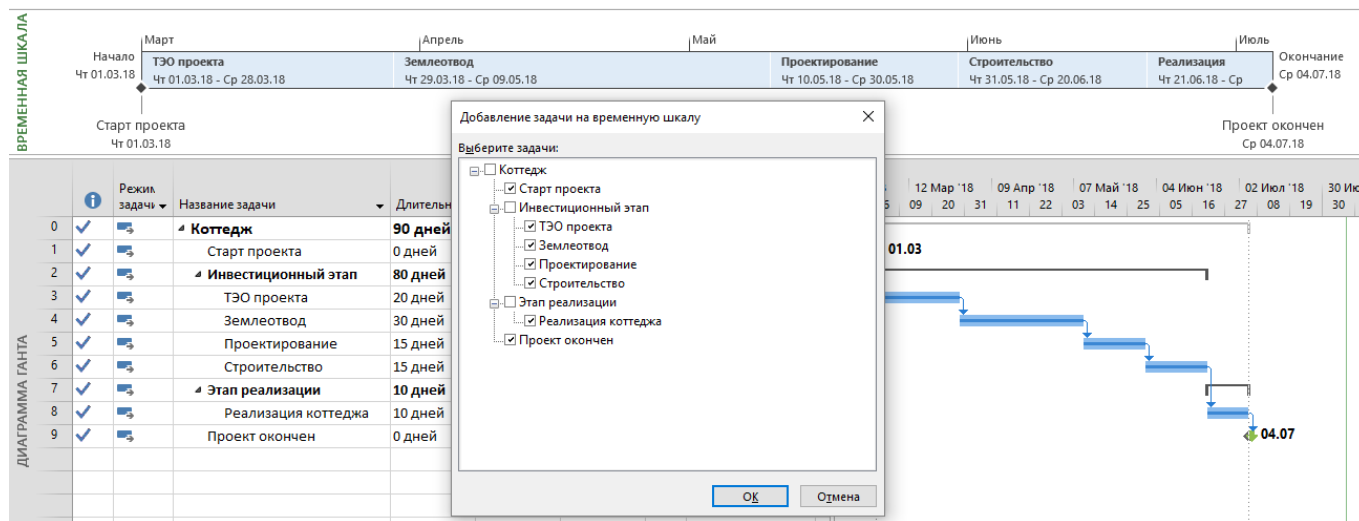 ВРЕМЕННАЯ ШКАЛА
Март
Апрель
Май
Июнь
Июль
Начало
Чт 01.03.18
ТЭО проекта
Чт 01.03.18 - Ср 28.03.18
Землеотвод
Чт 29.03.18 - Ср 09.05.18
Проектирование
Чт 10.05.18 - Ср 30.05.18
Строительство
Чт 31.05.18 - Ср 20.06.18
Реализация
Чт 21.06.18 - Ср
Окончание
Ср 04.07.18
Старт проекта
Чт 01.03.18
Проект окончен
Ср 04.07.18
Добавление задачи на временную шкалу
Выберите задачи:
Коттедж
Старт проекта
Инвестиционный этап
ТЭО проекта
Землеотвод
Проектирование
Строительство
Этап реализации
Реализация коттеджа
Проект окончен
ОК
Отмена
ДИАГРАММА ГАНТА
Режим задачи
Название задачи
Длительн
0 Коттедж 90 дней
1 Старт проекта 0 дней
2 Инвестиционный этап 80 дней
3 ТЭО проекта 20 дней
4 Землеотвод 30 дней
5 Проектирование 15 дней
6 Строительство 15 дней
7 Этап реализации 10 дней
8 Реализация коттеджа 10 дней
9 Проект окончен 0 дней
12 Мар '18 09 Апр '18 07 Май '18 04 Июн '18 02 Июл '18 30 Ию
09 20 31 11 22 03 14 25 05 16 27 08 19 30
01.03
04.07